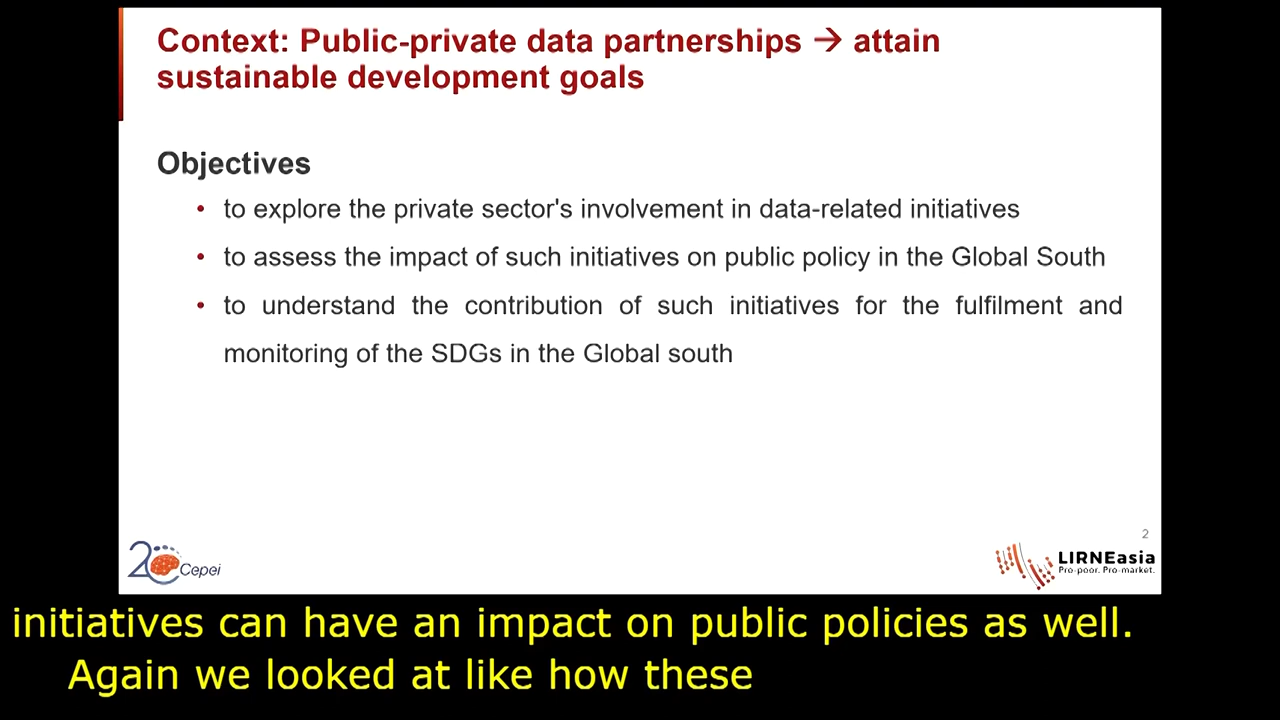 Context: Public-private data partnerships → attain
sustainable development goals
Objectives
• to explore the private sector's involvement in data-related initiatives
• to assess the impact of such initiatives on public policy in the Global South
• to understand the contribution of such initiatives for the fulfilment and
monitoring of the SDGs in the Global south
2
20 Cepei
LIRNEasia
Pro-poor. Pro-market.
initiatives can have an impact on public policies as well.
Again we looked at like how these